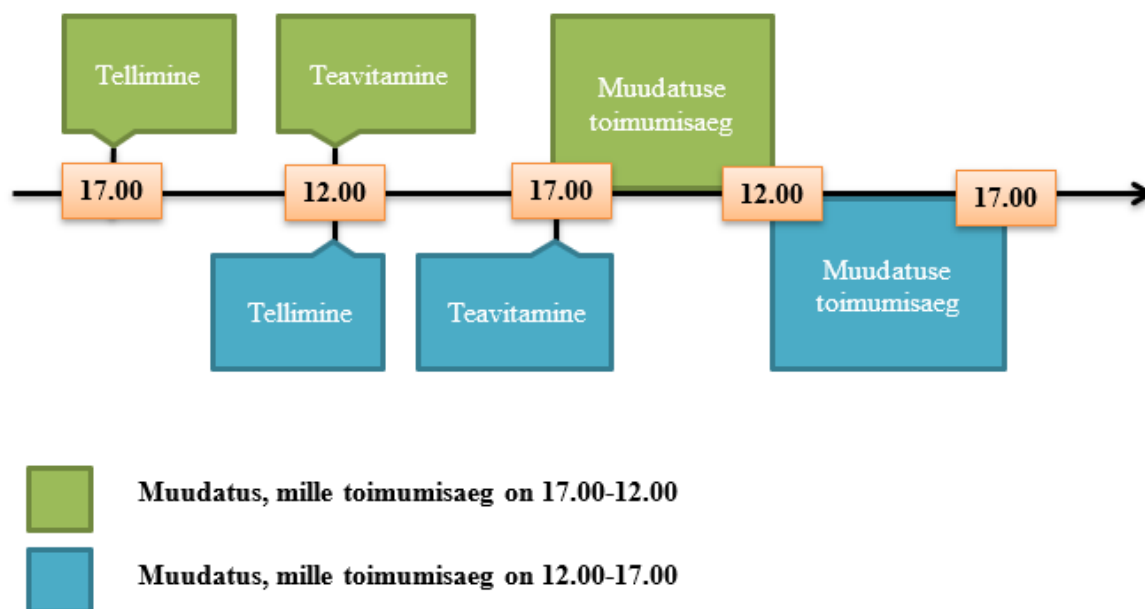 Tellimine
Teavitamine
Muudatuse
toimumisaeg
17.00
12.00
17.00
12.00
17.00
Tellimine
Teavitamine
Muudatuse
toimumisaeg
Muudatus, mille toimumisaeg on 17.00-12.00
Muudatus, mille toimumisaeg on 12.00-17.00